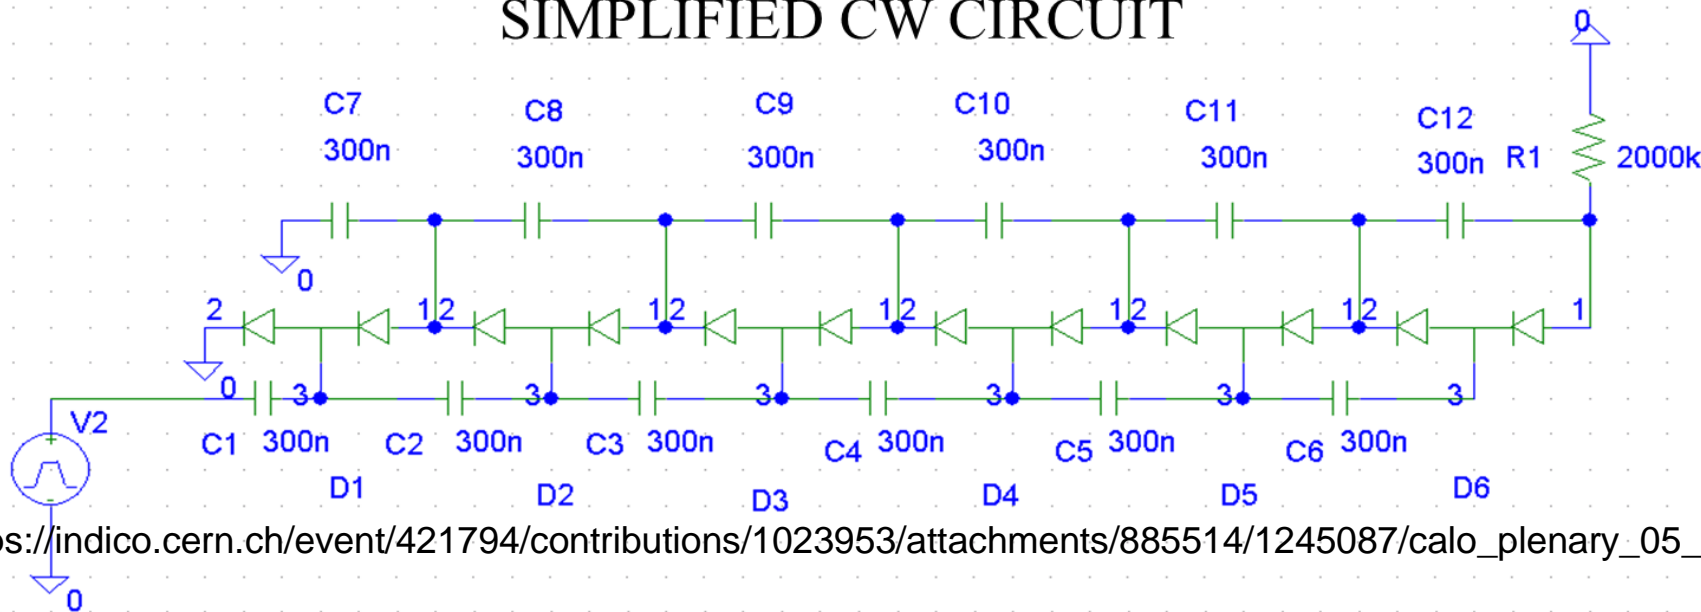 SIMPLIFIED CW CIRCUIT
0
C7
C8
C9
C10
C11
C12
300n
300n
300n
300n
300n
300n
R1
2000k
0
2
1 2
1 2
1 2
1 2
1 2
1
0
3
3
3
3
3
3
V2
C1 300n
C2 300n
C3 300n
C4 300n
C5 300n
C6 300n
D1
D2
D3
D4
D5
D6
ps://indico.cern.ch/event/421794/contributions/1023953/attachments/885514/1245087/calo_plenary_05_
0